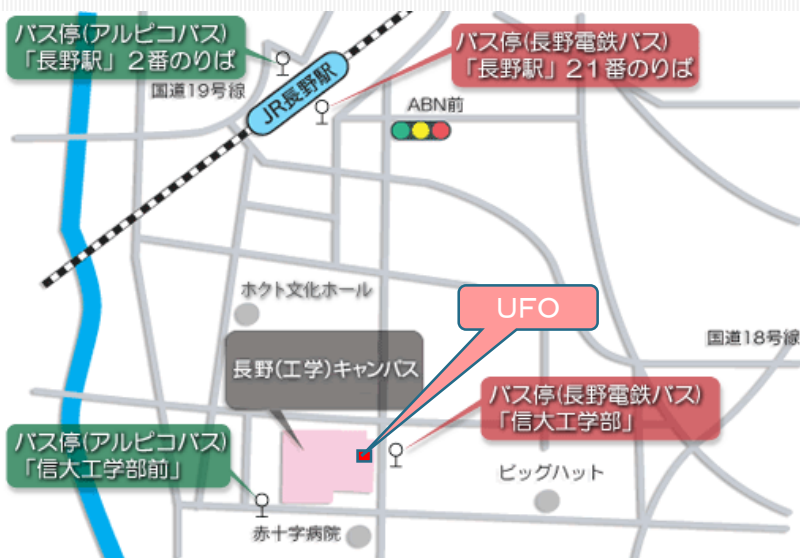 バス停(アルピコバス)
「長野駅」２番のりば
バス停(長野電鉄バス)
「長野駅」２１番のりば
国道19号線
JR長野駅
ABN前
ホクト文化ホール
UFO
国道18号線
長野(工学)キャンパス
バス停(長野電鉄バス)
「信大工学部」
バス停(アルピコバス)
「信大工学部前」
ビッグハット
赤十字病院